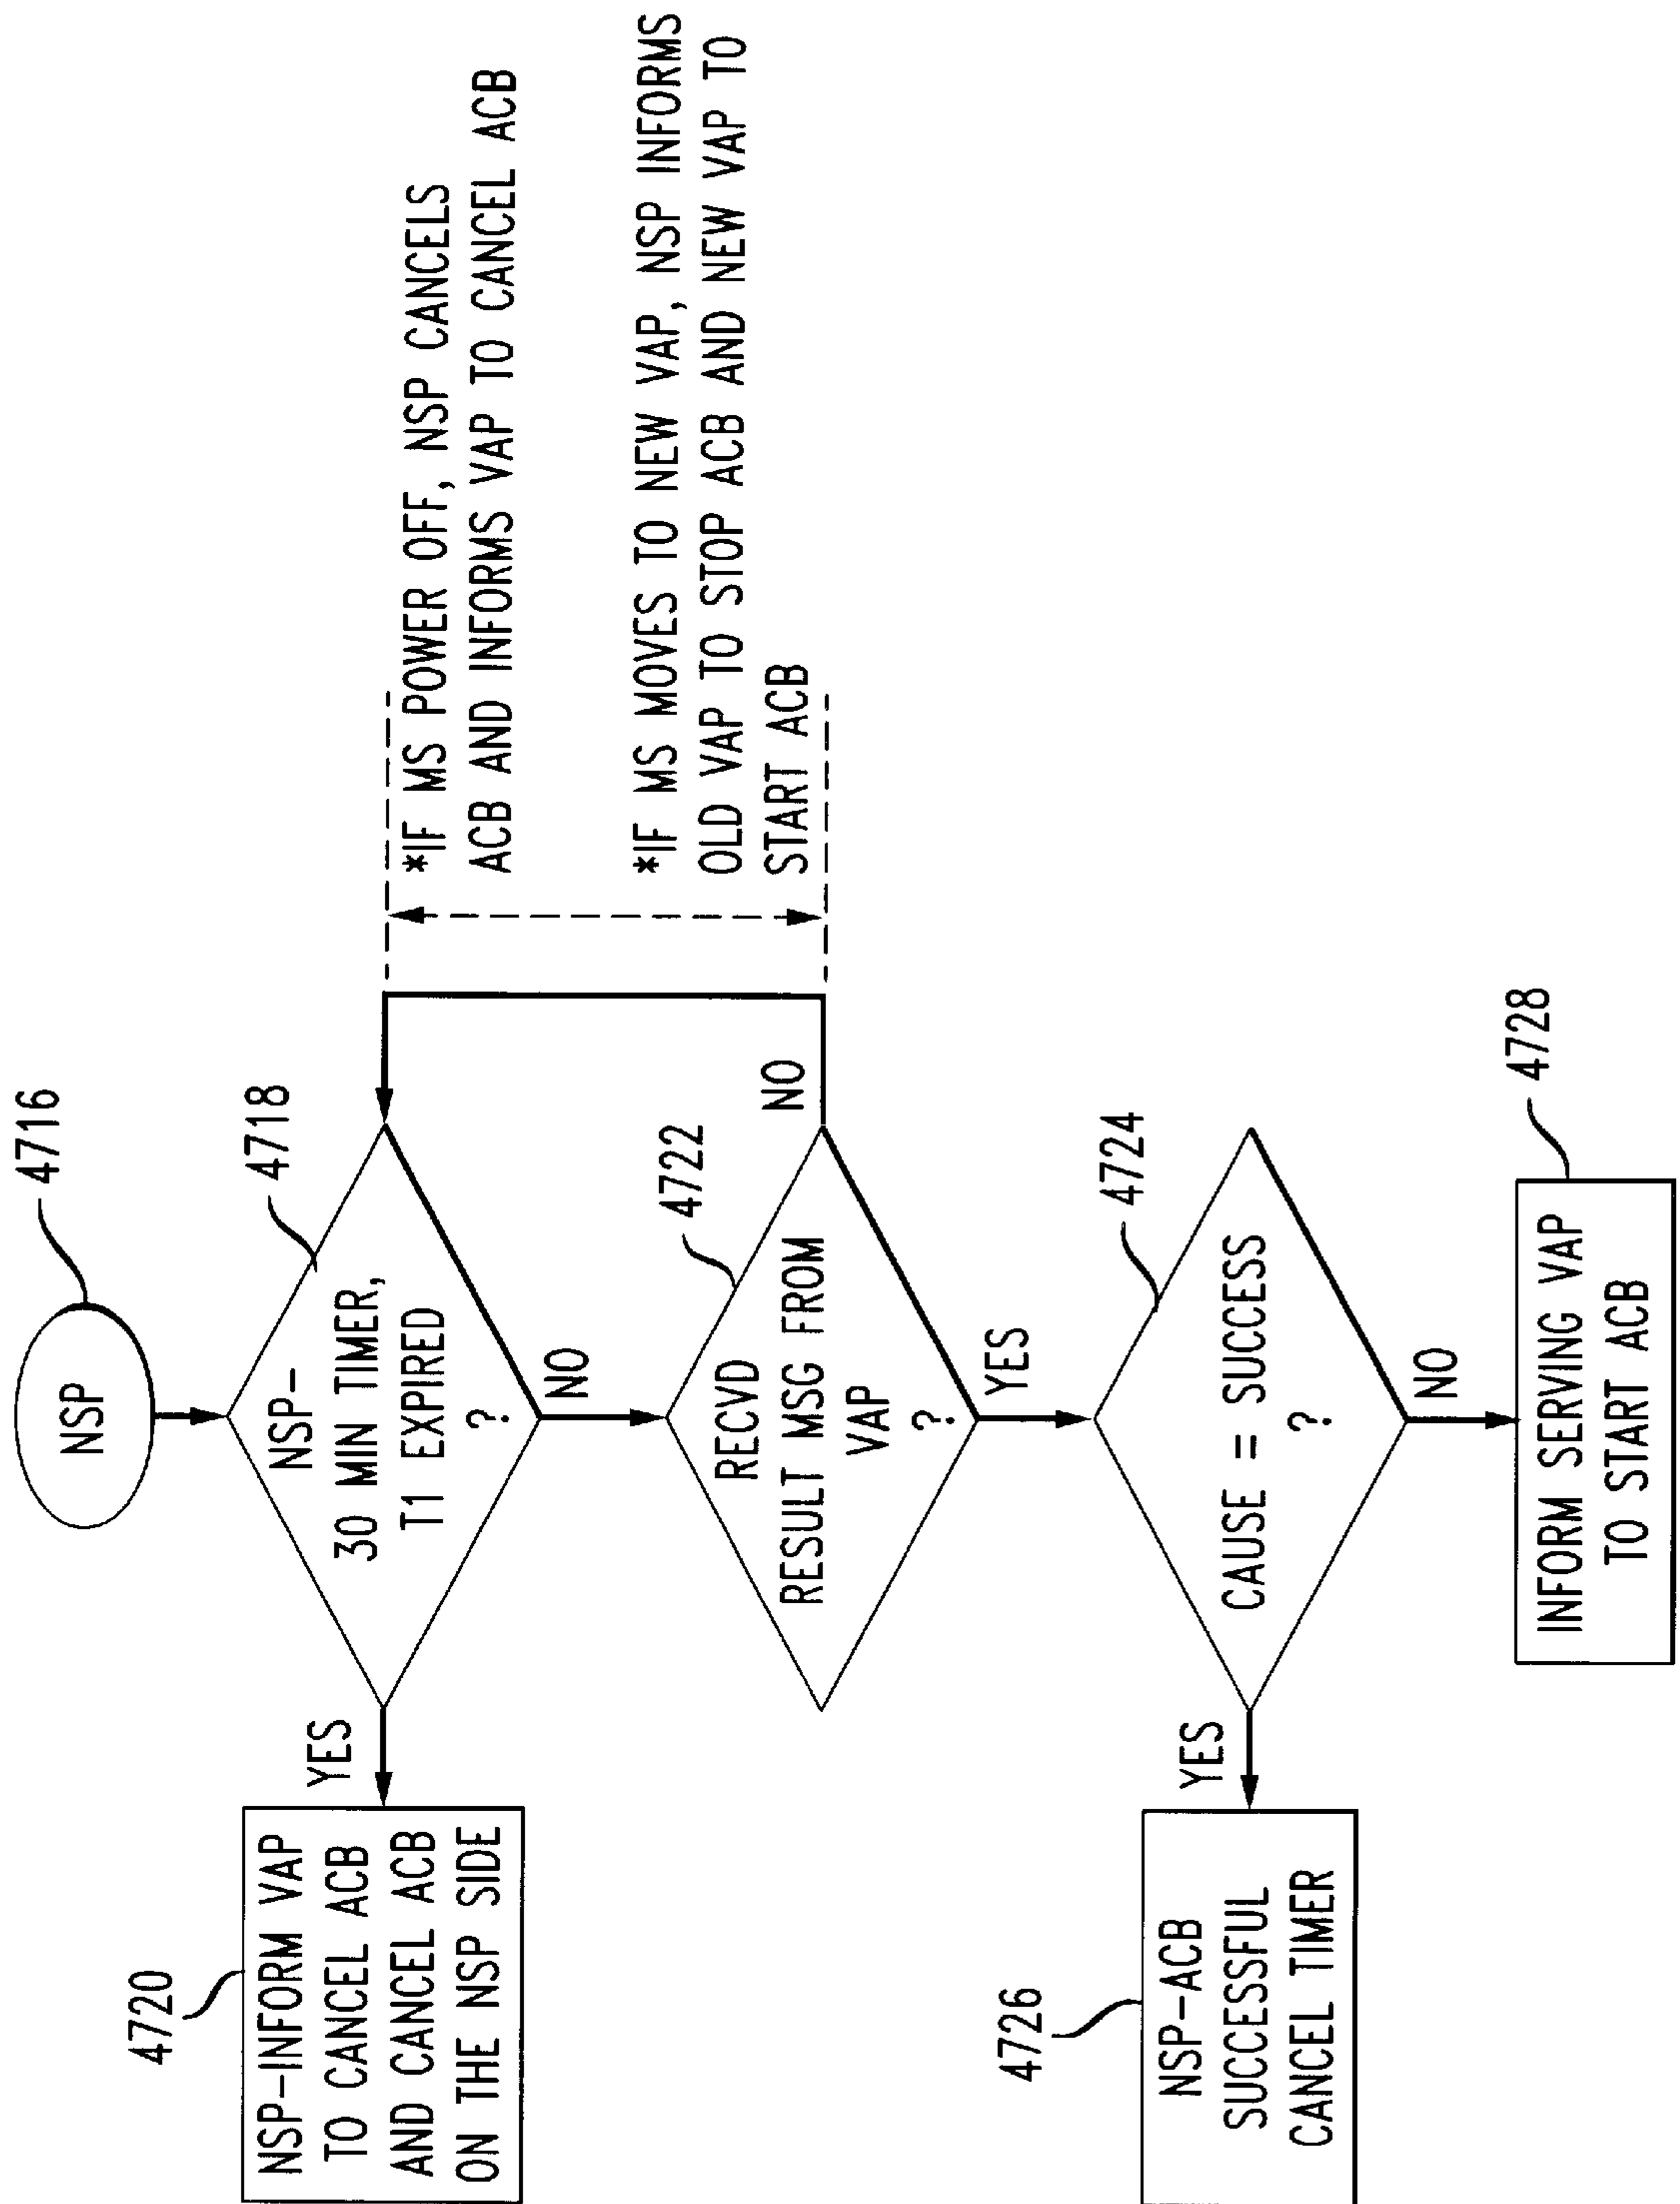 4716
NSP
4718
NSP-
30 MIN TIMER,
T1 EXPIRED
?
YES
NO
4720
NSP-INFORM VAP
TO CANCEL ACB
AND CANCEL ACB
ON THE NSP SIDE
*IF MS POWER OFF, NSP CANCELS
ACB AND INFORMS VAP TO CANCEL ACB
*IF MS MOVES TO NEW VAP, NSP INFORMS
OLD VAP TO STOP ACB AND NEW VAP TO
START ACB
4722
RECVD
RESULT MSG FROM
VAP
?
NO
YES
4724
CAUSE = SUCCESS
?
YES
NO
4726
NSP-ACB
SUCCESSFUL
CANCEL TIMER
4728
INFORM SERVING VAP
TO START ACB